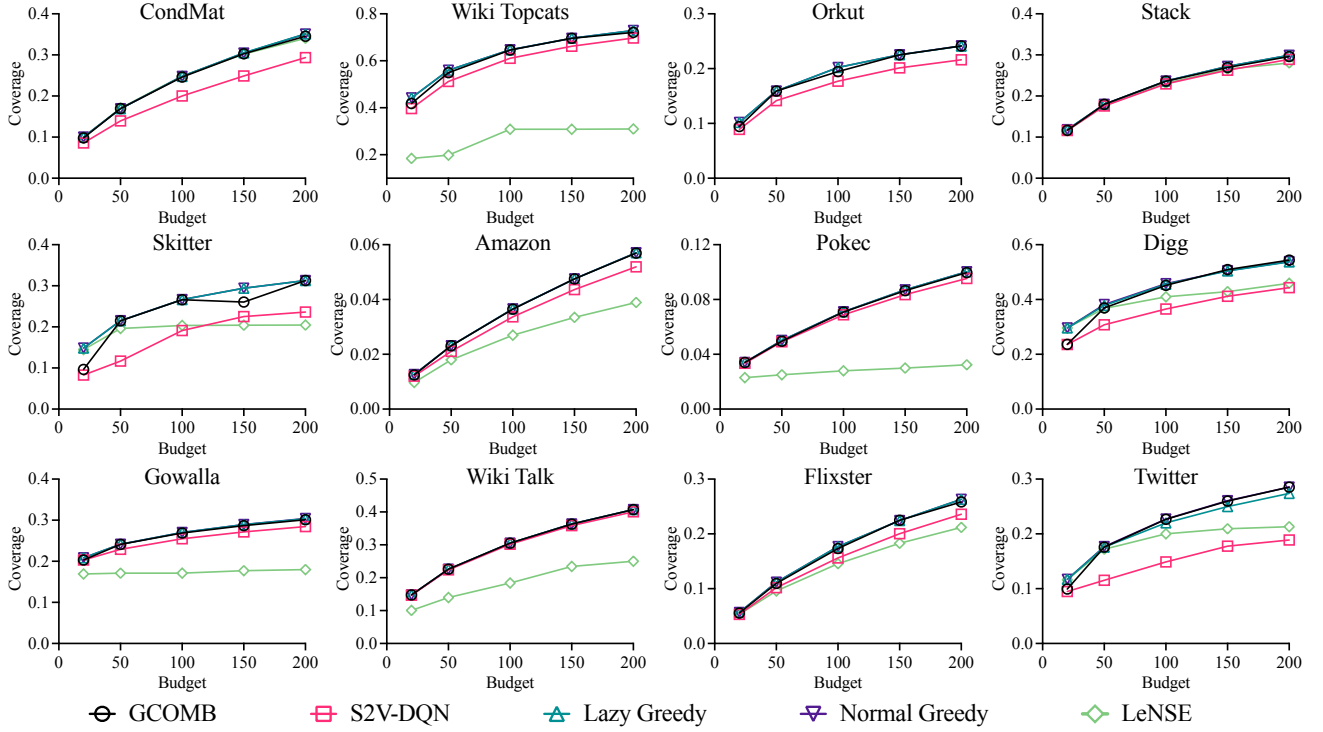 CondMat
Wiki Topcats
Orkut
Stack
Coverage
0.4
0.3
0.2
0.1
0.0
0 50 100 150 200
Budget
Coverage
0.8
0.6
0.4
0.2
0 50 100 150 200
Budget
Coverage
0.3
0.2
0.1
0.0
0 50 100 150 200
Budget
Coverage
0.4
0.3
0.2
0.1
0.0
0 50 100 150 200
Budget
Skitter
Amazon
Pokec
Digg
Coverage
0.4
0.3
0.2
0.1
0.0
0 50 100 150 200
Budget
Coverage
0.06
0.04
0.02
0.00
0 50 100 150 200
Budget
Coverage
0.12
0.08
0.04
0.00
0 50 100 150 200
Budget
Coverage
0.6
0.4
0.2
0.0
0 50 100 150 200
Budget
Gowalla
Wiki Talk
Flixster
Twitter
Coverage
0.4
0.3
0.2
0.1
0.0
0 50 100 150 200
Budget
Coverage
0.5
0.4
0.3
0.2
0.1
0.0
0 50 100 150 200
Budget
Coverage
0.3
0.2
0.1
0.0
0 50 100 150 200
Budget
Coverage
0.3
0.2
0.1
0.0
0 50 100 150 200
Budget
GCOMB S2V-DQN Lazy Greedy Normal Greedy LeNSE